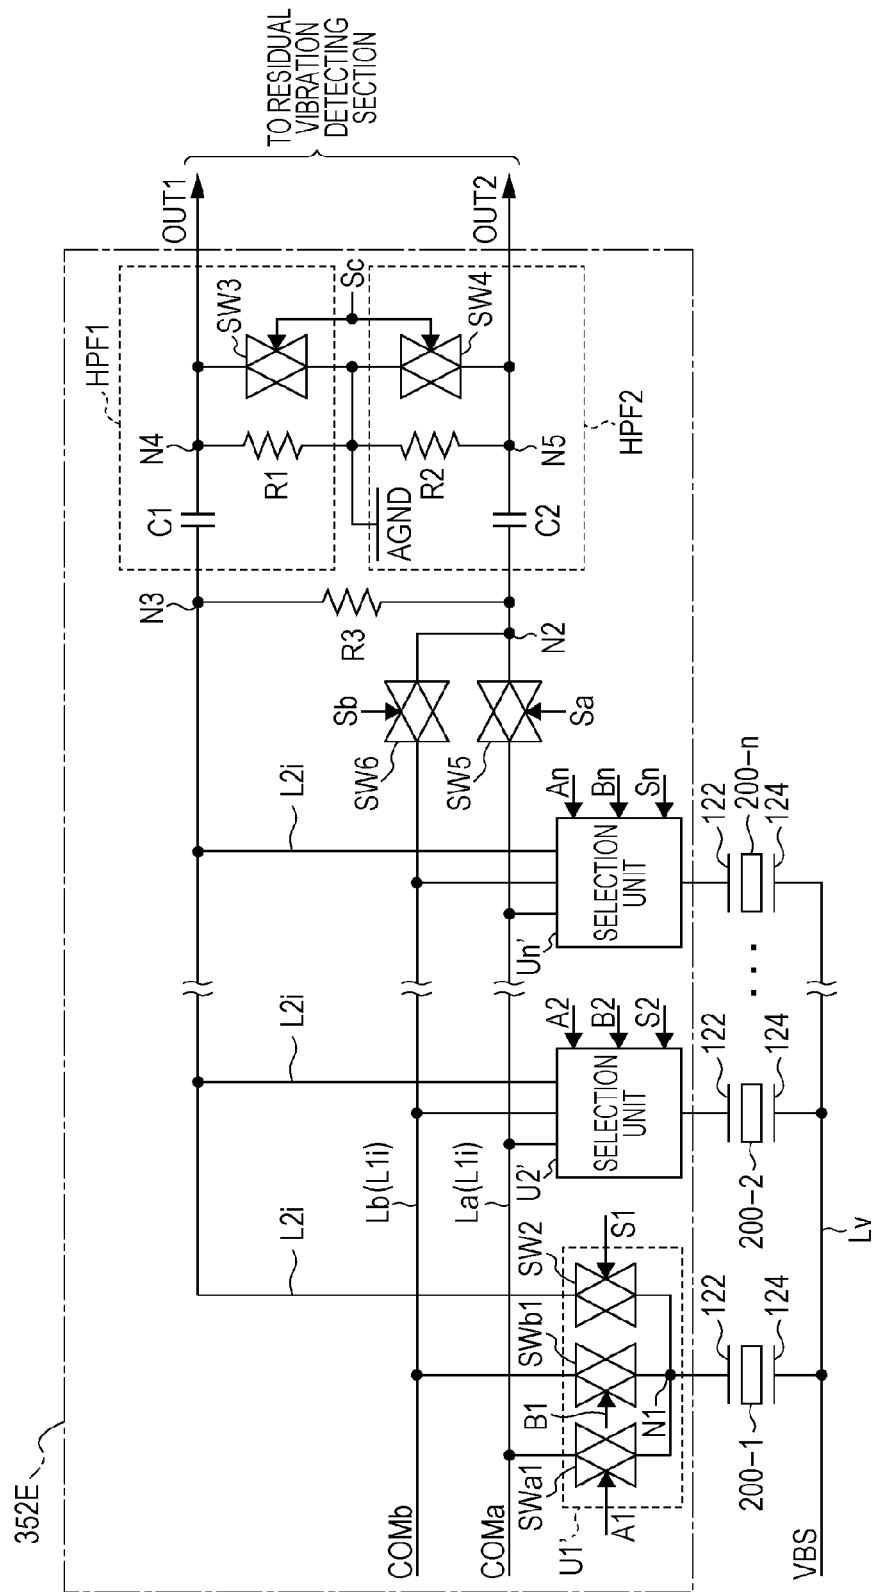 352E
TO RESIDUAL
VIBRATION
DETECTING
SECTION
OUT1
OUT2
HPF1
HPF2
Sc
SW3
SW4
N4
N5
R1
R2
C1
C2
AGND
N3
R3
N2
Sb
Sa
SW6
SW5
L2i
L2i
L2i
Lb(L1i)
La(L1i)
An
Bn
Sn
SELECTION
UNIT
Un'
A2
B2
S2
SELECTION
UNIT
U2'
SW2
S1
SWb1
B1
SWa1
A1
N1
U1'
COMb
COMa
VBS
122
124
200-1
122
124
200-2
122
124
200-n
...
Lv